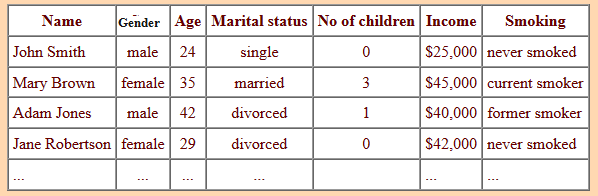 Name Gender Age Marital status No of children Income Smoking
John Smith male 24 single 0 $25,000 never smoked
Mary Brown female 35 married 3 $45,000 current smoker
Adam Jones male 42 divorced 1 $40,000 former smoker
Jane Robertson female 29 divorced 0 $42,000 never smoked
... ... ... ... ... ...